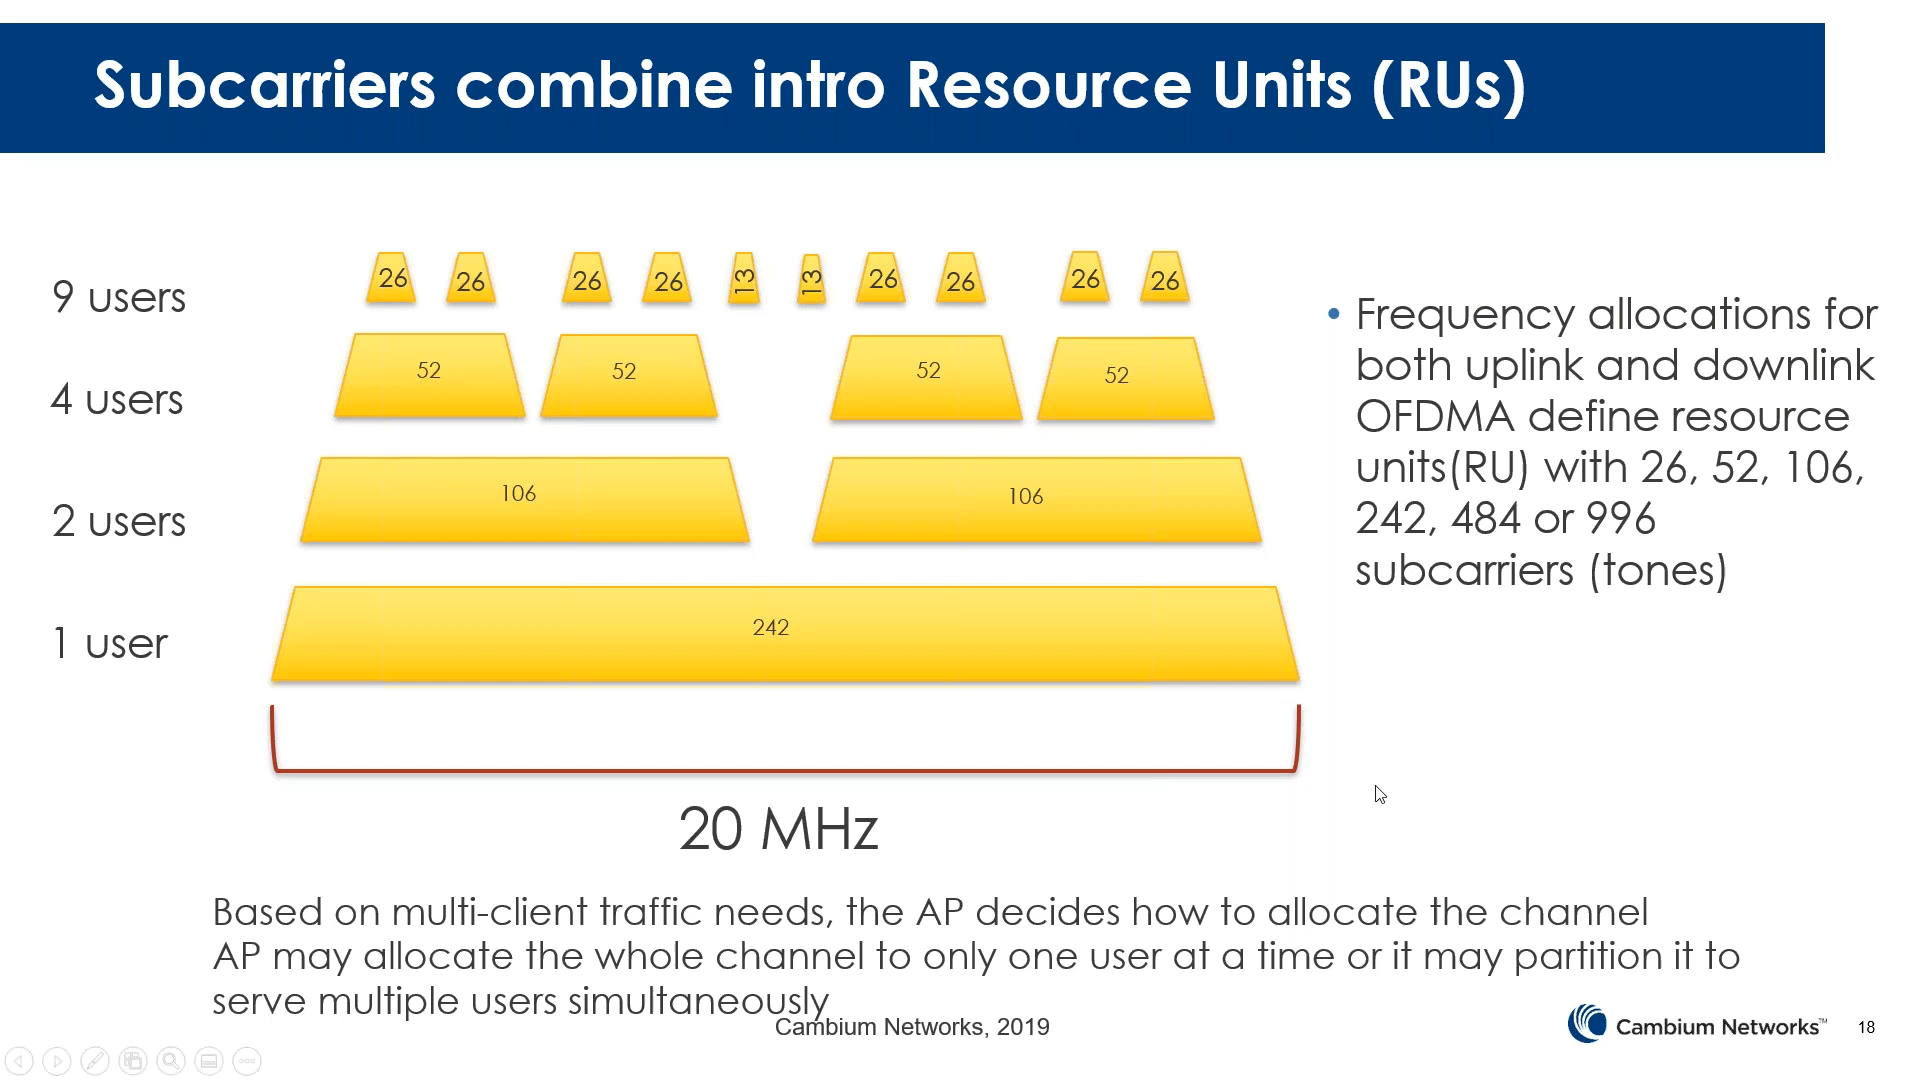 Subcarriers combine intro Resource Units (RUs)
9 users
26 26 26 26 13 13 26 26 26 26
4 users
52 52 52 52
2 users
106 106
1 user
242
20 MHz
• Frequency allocations for
both uplink and downlink
OFDMA define resource
units(RU) with 26, 52, 106,
242, 484 or 996
subcarriers (tones)
Based on multi-client traffic needs, the AP decides how to allocate the channel
AP may allocate the whole channel to only one user at a time or it may partition it to
serve multiple users simultaneously
Cambium Networks, 2019
Cambium Networks™
18